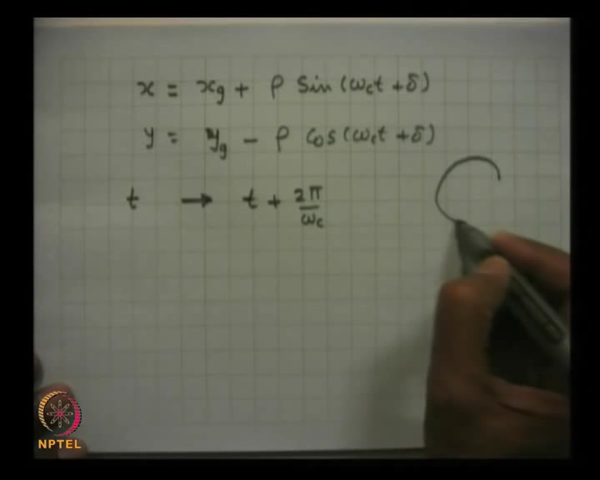 x = x_g + ρ Sin (ω_c t + δ)
y = y_g - ρ Cos (ω_c t + δ)
t → t + 2π/ω_c
NPTEL